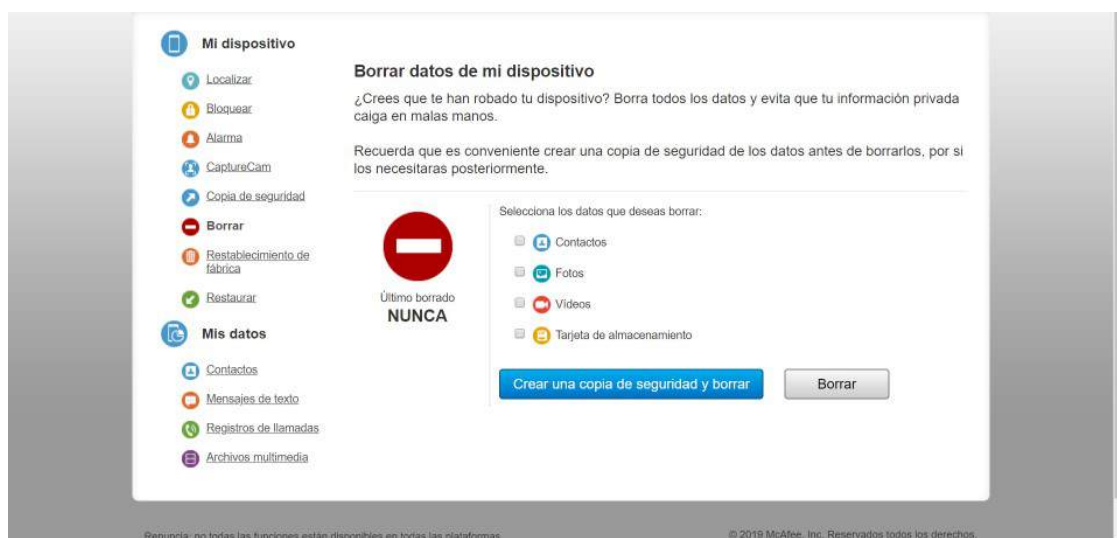 Mi dispositivo
Localizar
Bloquear
Alarma
CaptureCam
Copia de seguridad
Borrar
Restablecimiento de
fábrica
Restaurar
Mis datos
Contactos
Mensajes de texto
Registros de llamadas
Archivos multimedia
Borrar datos de mi dispositivo
¿Crees que te han robado tu dispositivo? Borra todos los datos y evita que tu información privada
caiga en malas manos.
Recuerda que es conveniente crear una copia de seguridad de los datos antes de borrarlos, por si
los necesitaras posteriormente.
Último borrado
NUNCA
Selecciona los datos que deseas borrar:
Contactos
Fotos
Vídeos
Tarjeta de almacenamiento
Crear una copia de seguridad y borrar
Borrar
Renuncia: no todas las funciones están disponibles en todas las plataformas.
© 2019 McAfee, Inc. Reservados todos los derechos.